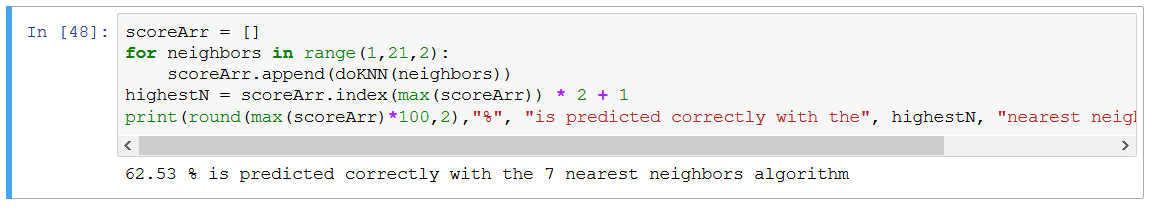 In [48]: scoreArr = []
for neighbors in range(1,21,2):
    scoreArr.append(doKNN(neighbors))
highestN = scoreArr.index(max(scoreArr)) * 2 + 1
print(round(max(scoreArr)*100,2),"%", "is predicted correctly with the", highestN, "nearest neigh
62.53 % is predicted correctly with the 7 nearest neighbors algorithm